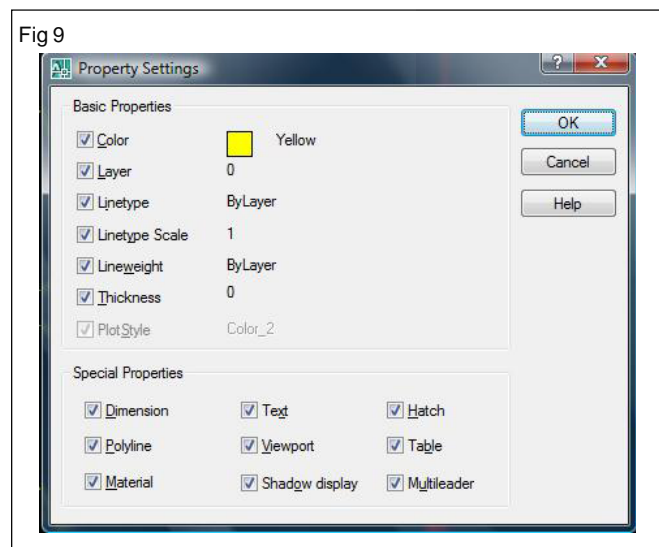 Fig 9
Property Settings
Basic Properties
Color Yellow
Layer 0
Linetype ByLayer
Linetype Scale 1
Lineweight ByLayer
Thickness 0
PlotStyle Color_2
OK
Cancel
Help
Special Properties
Dimension Text Hatch
Polyline Viewport Table
Material Shadow display Multileader